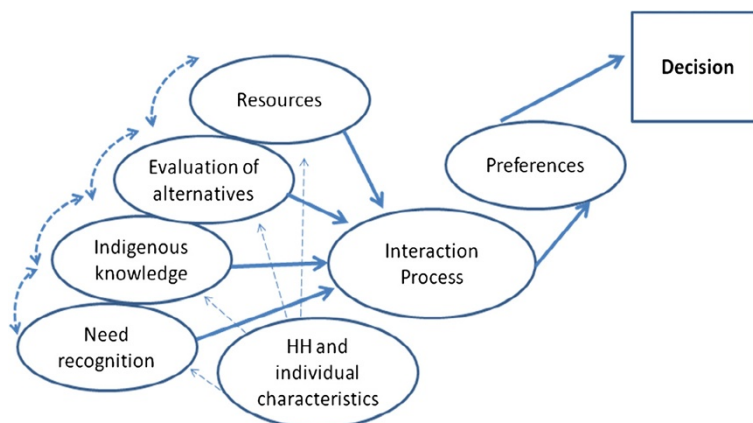 Decision
Resources
Preferences
Evaluation of
alternatives
Indigenous
knowledge
Interaction
Process
Need
recognition
HH and
individual
characteristics